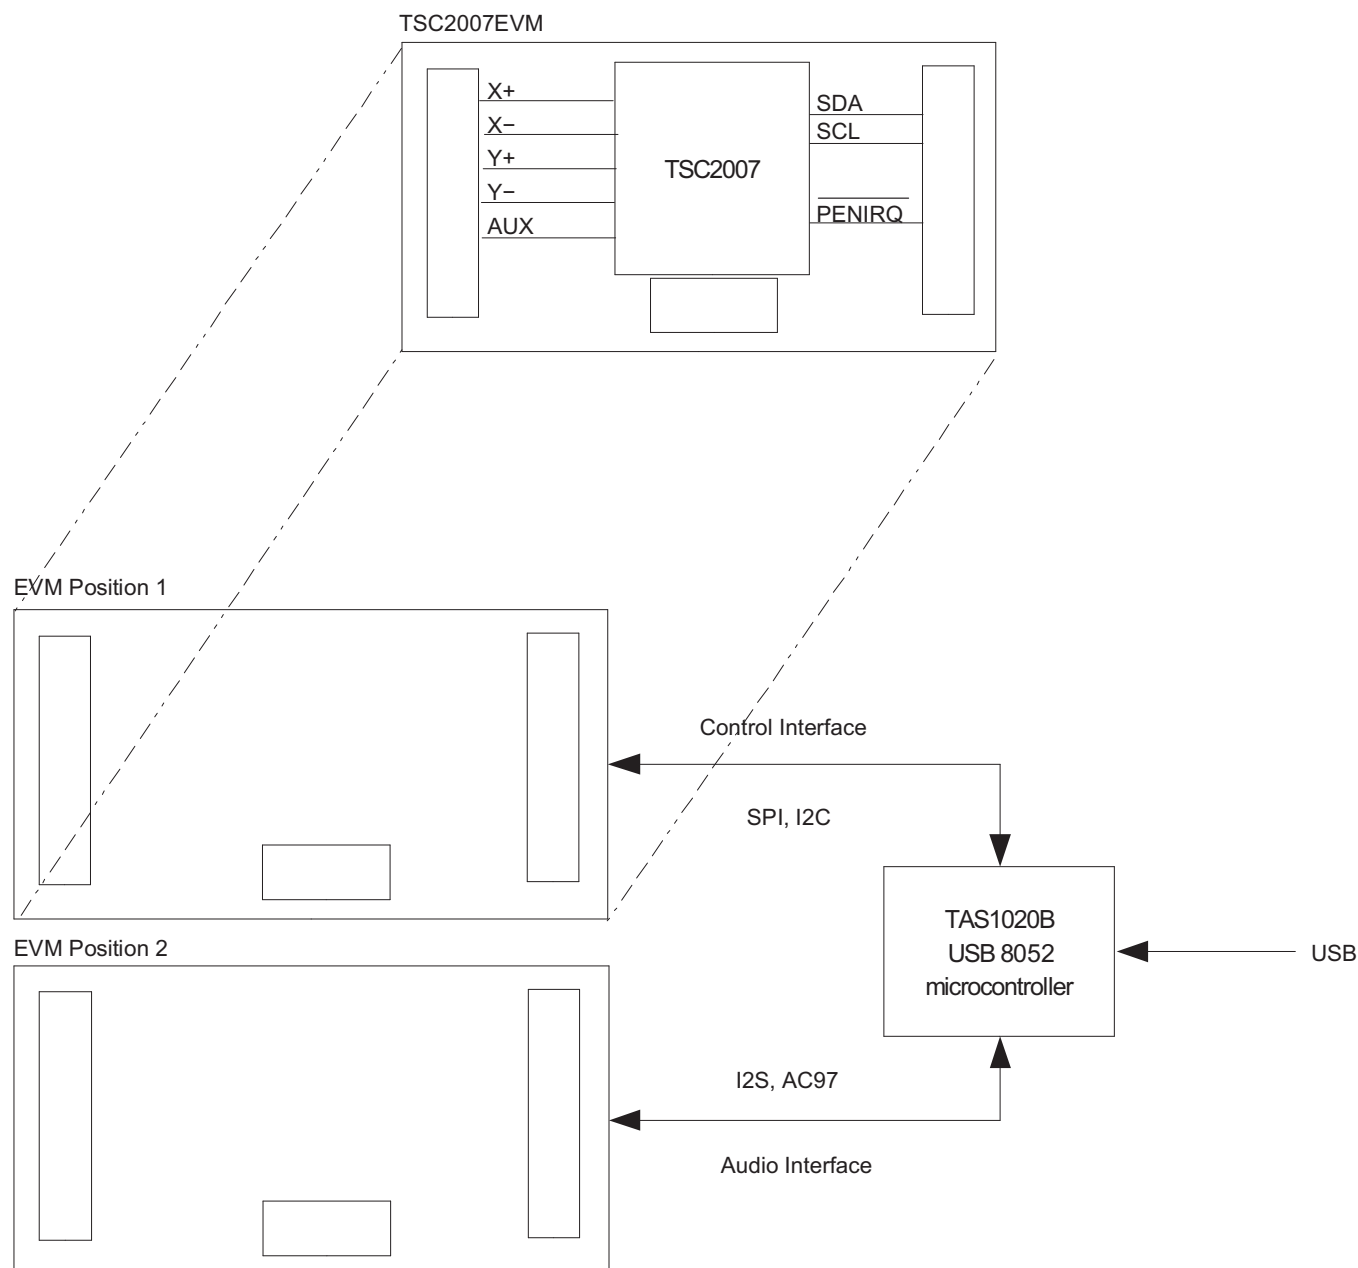 TSC2007EVM
X+
X−
Y+
Y−
AUX
TSC2007
SDA
SCL
PENIRQ
EVM Position 1
Control Interface
SPI, I2C
TAS1020B
USB 8052
microcontroller
USB
EVM Position 2
I2S, AC97
Audio Interface